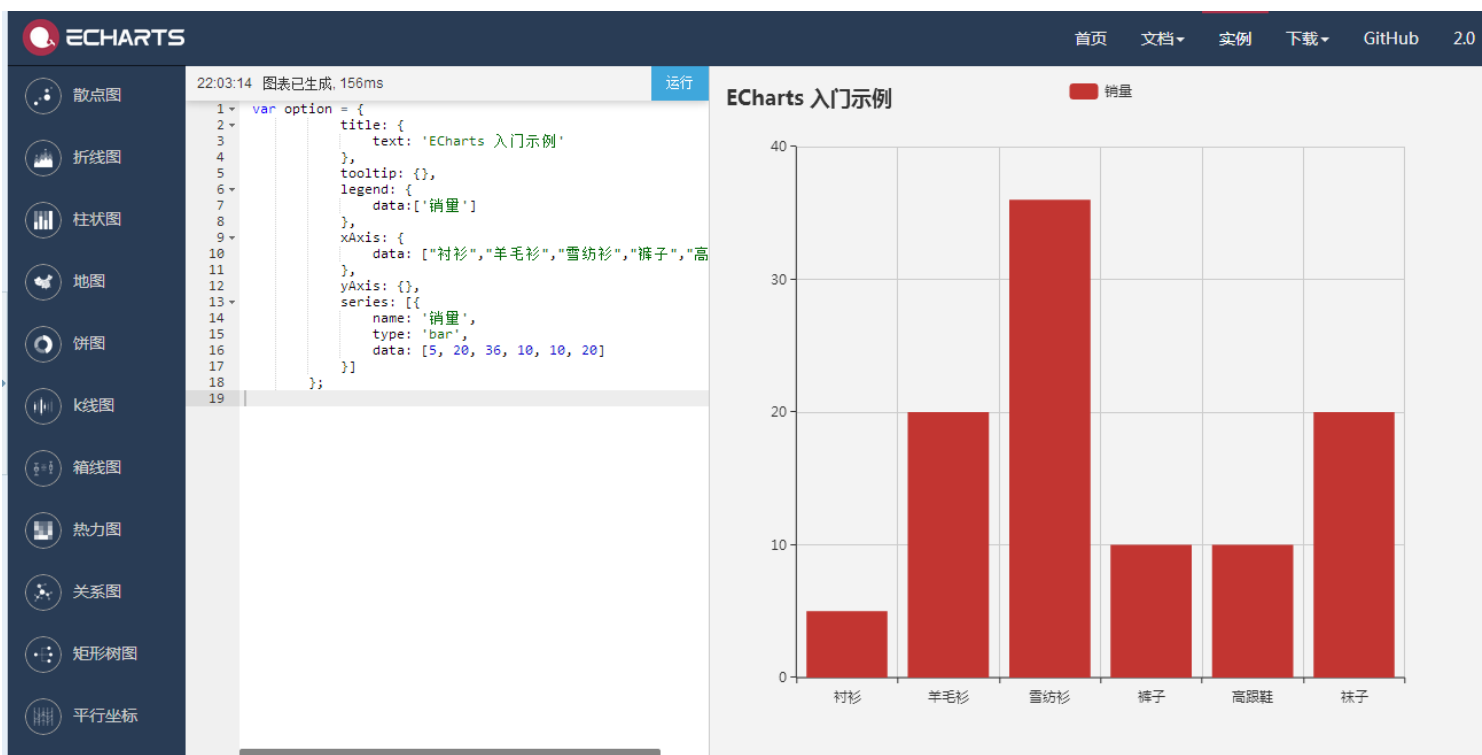 ECHARTS
首页 文档 实例 下载 GitHub 2.0
散点图
折线图
柱状图
地图
饼图
k线图
箱线图
热力图
关系图
矩形树图
平行坐标
22:03:14 图表已生成, 156ms 运行
1 var option = {
2 title: {
3 text: 'ECharts 入门示例'
4 },
5 tooltip: {},
6 legend: {
7 data:['销量']
8 },
9 xAxis: {
10 data: ["衬衫","羊毛衫","雪纺衫","裤子","高
11 },
12 yAxis: {},
13 series: [{
14 name: '销量',
15 type: 'bar',
16 data: [5, 20, 36, 10, 10, 20]
17 }]
18 };
19
ECharts 入门示例
销量
40
30
20
10
0
衬衫 羊毛衫 雪纺衫 裤子 高跟鞋 袜子